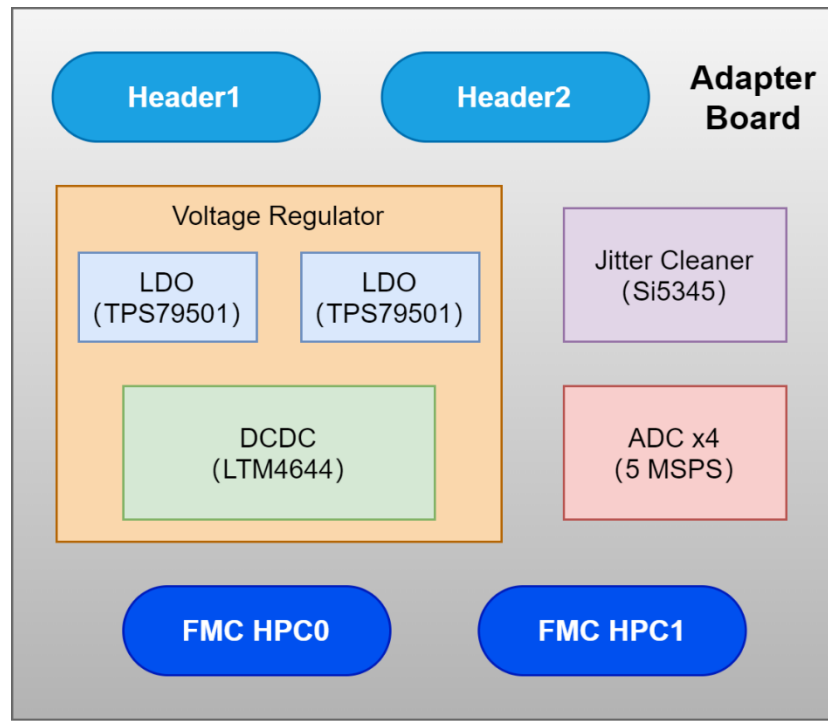 Header1
Header2
Adapter
Board
Voltage Regulator
LDO
(TPS79501)
LDO
(TPS79501)
Jitter Cleaner
(Si5345)
DCDC
(LTM4644)
ADC x4
(5 MSPS)
FMC HPC0
FMC HPC1